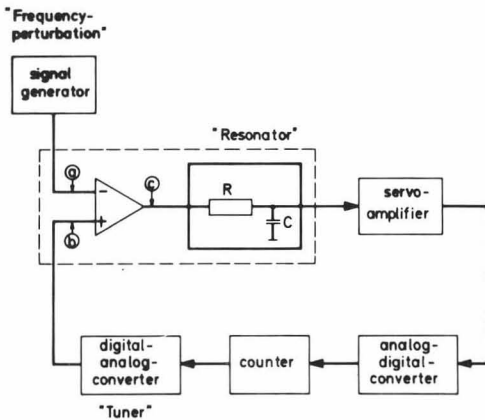 "Frequency-
perturbation"
signal
generator
"Resonator"
a
c
R
C
b
servo-
amplifier
digital-
analog-
converter
counter
analog-
digital-
converter
"Tuner"